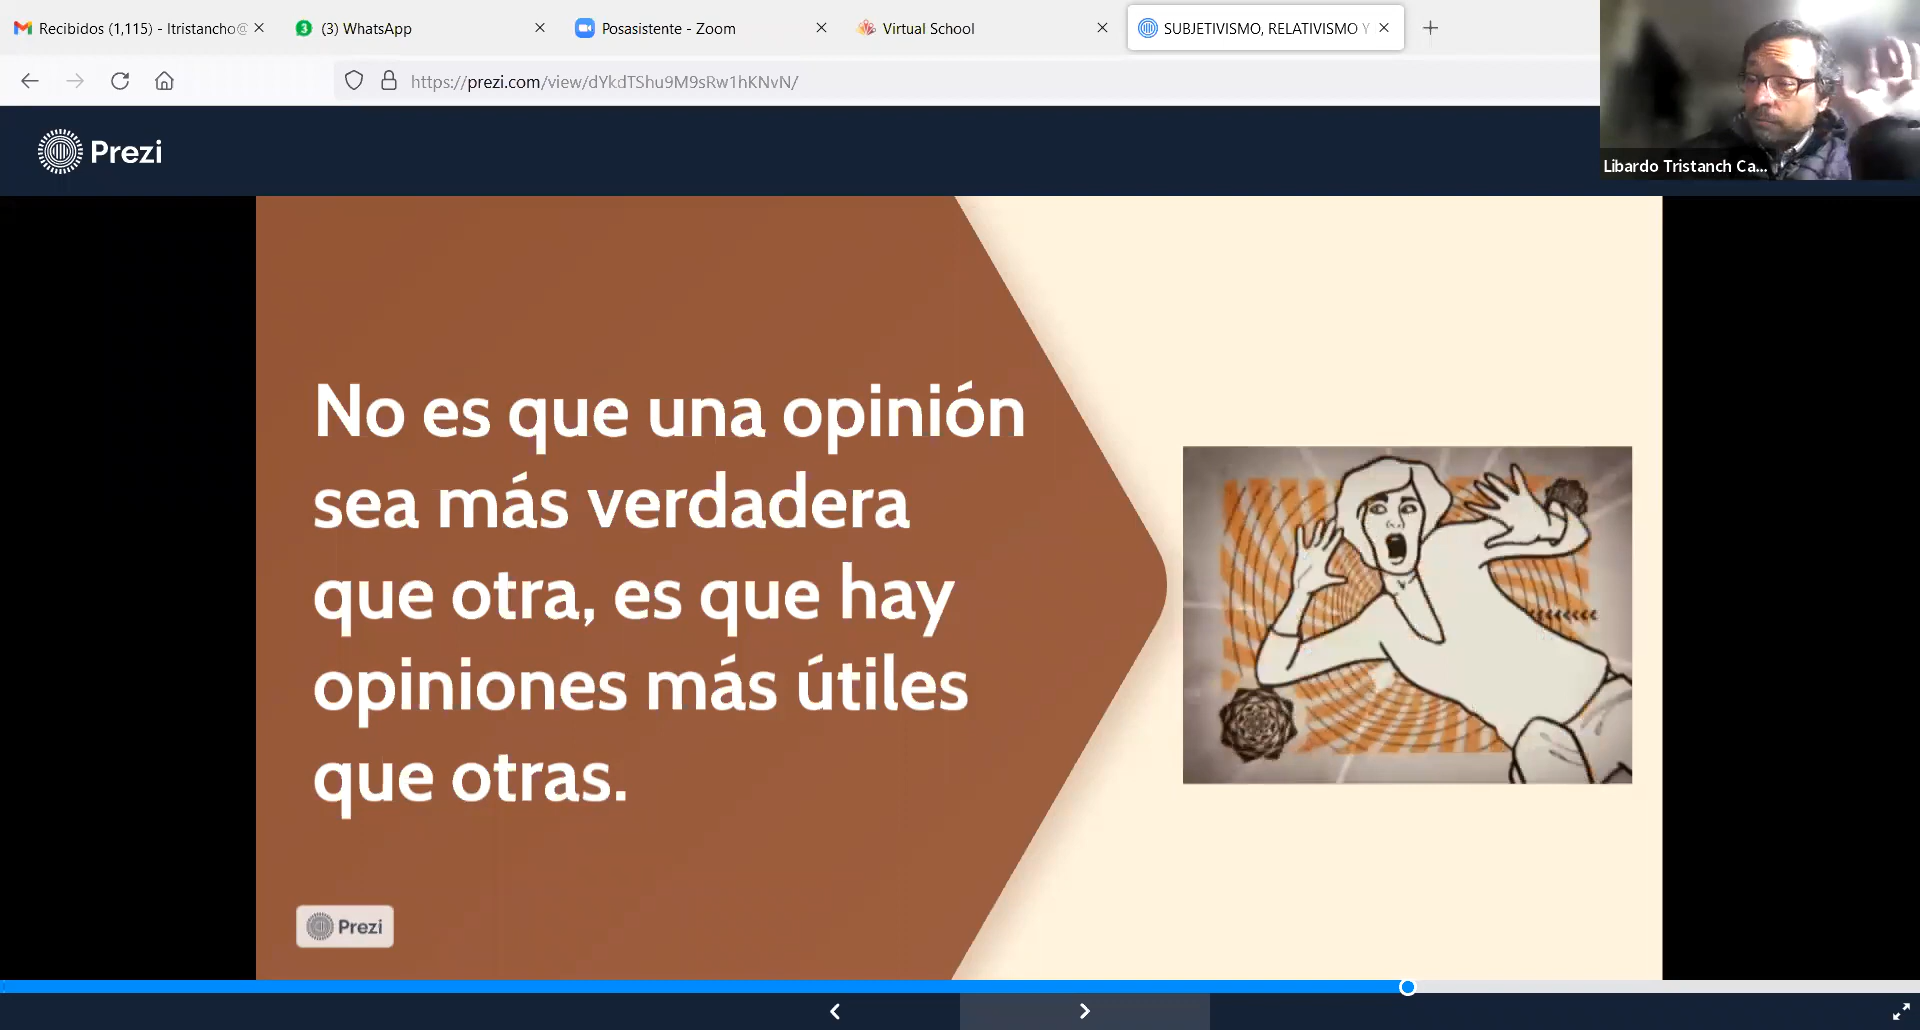 Recibidos (1,115) - ltristancho@
(3) WhatsApp
Posasistente - Zoom
Virtual School
SUBJETIVISMO, RELATIVISMO Y
https://prezi.com/view/dYkdTShu9M9sRw1hKNvN/
Prezi
Libardo Tristanch Ca...
No es que una opinión
sea más verdadera
que otra, es que hay
opiniones más útiles
que otras.
Prezi